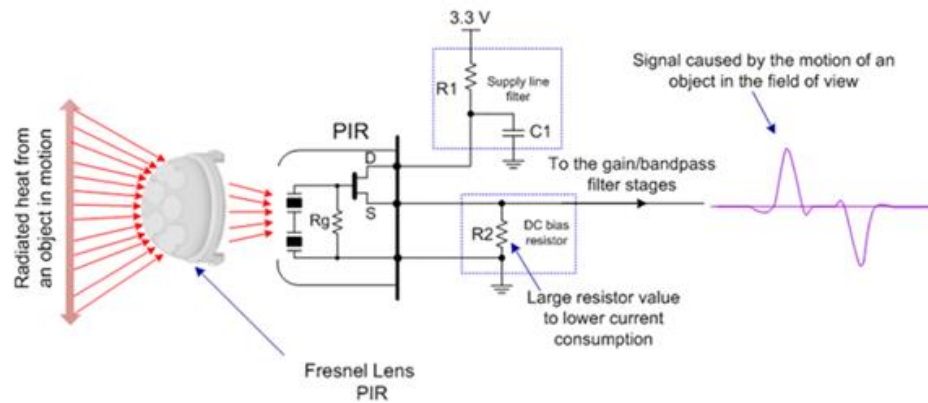 3.3 V
R1
Supply line
filter
C1
Signal caused by the motion of an
object in the field of view
Radiated heat from
an object in motion
PIR
D
S
Rg
To the gain/bandpass
filter stages
R2
DC bias
resistor
Large resistor value
to lower current
consumption
Fresnel Lens
PIR